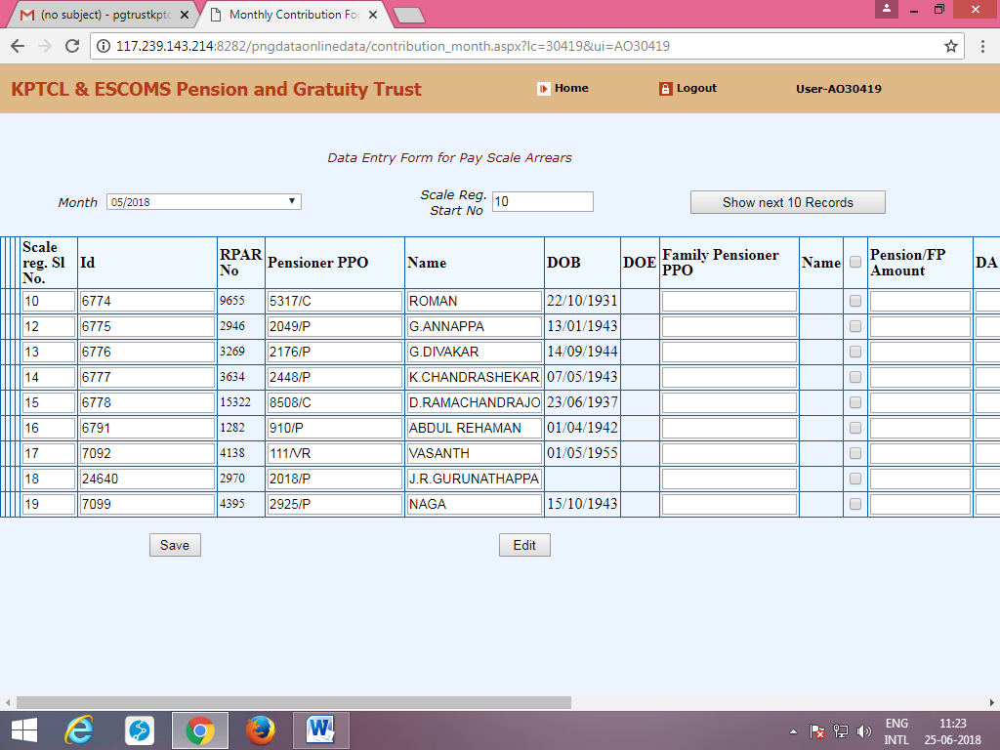 (no subject) - pgtrustkptc
Monthly Contribution For
117.239.143.214:8282/pngdataonlinedata/contribution_month.aspx?lc=30419&ui=AO30419
KPTCL & ESCOMS Pension and Gratuity Trust Home Logout User-AO30419
Data Entry Form for Pay Scale Arrears
Month 05/2018 Scale Reg. Start No 10 Show next 10 Records
Scale reg. Sl No. Id RPAR No Pensioner PPO Name DOB DOE Family Pensioner PPO Name Pension/FP Amount DA
10 6774 9655 5317/C ROMAN 22/10/1931
12 6775 2946 2049/P G.ANNAPPA 13/01/1943
13 6776 3269 2176/P G.DIVAKAR 14/09/1944
14 6777 3634 2448/P K.CHANDRASHEKAR 07/05/1943
15 6778 15322 8508/C D.RAMACHANDRAJO 23/06/1937
16 6791 1282 910/P ABDUL REHAMAN 01/04/1942
17 7092 4138 111/VR VASANTH 01/05/1955
18 24640 2970 2018/P J.R.GURUNATHAPPA
19 7099 4395 2925/P NAGA 15/10/1943
Save Edit
ENG 11:23
INTL 25-06-2018